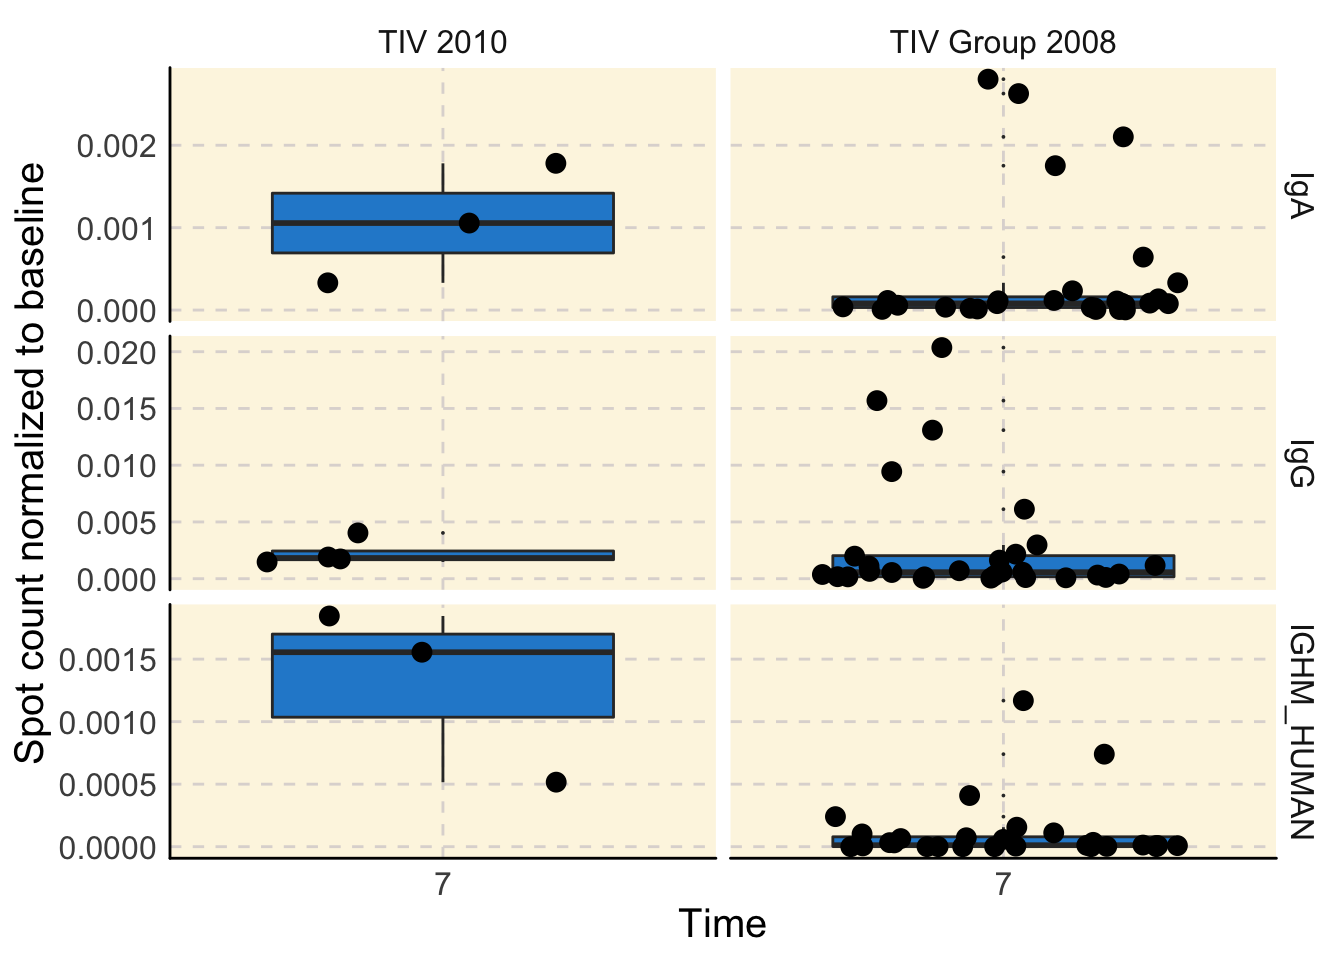 TIV 2010
TIV Group 2008
Spot count normalized to baseline
0.002
0.001
0.000
IgA
0.020
0.015
0.010
0.005
0.000
IgG
0.0015
0.0010
0.0005
0.0000
IGHM_HUMAN
7
7
Time